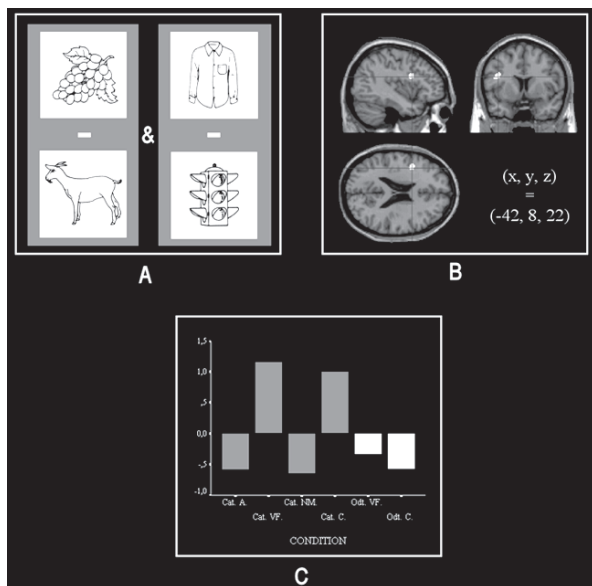 &
A
(x, y, z)
=
(-42, 8, 22)
B
1,5
1,0
,5
0,0
-,5
-1,0
Cat. A.
Cat. NM.
Odt. VF.
Cat. VF.
Cat. C.
Odt. C.
CONDITION
C